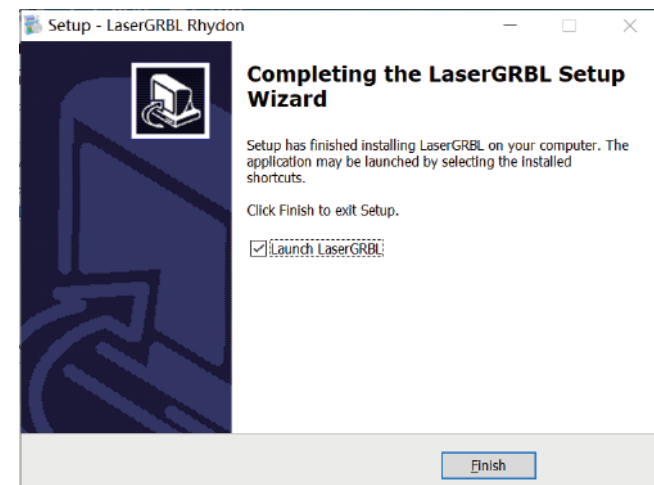 Setup - LaserGRBL Rhydon
Completing the LaserGRBL Setup
Wizard
Setup has finished installing LaserGRBL on your computer. The
application may be launched by selecting the installed
shortcuts.
Click Finish to exit Setup.
Launch LaserGRBL
Finish